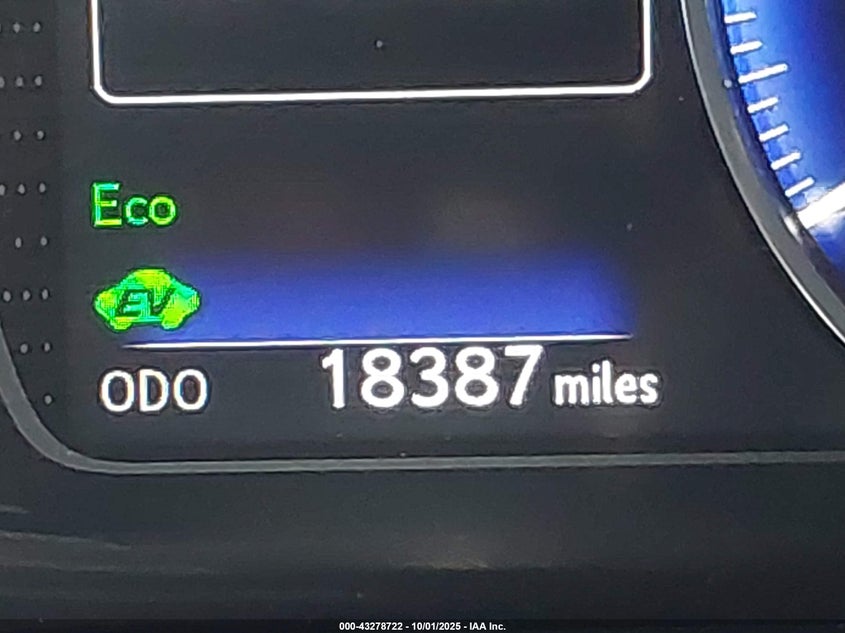 Eco
EV
ODO 18387 miles
000-43278722 - 10/01/2025 - IAA Inc.